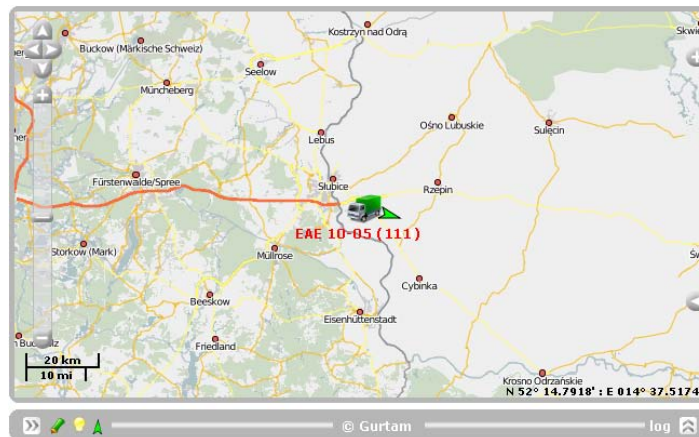 Kostrzyn nad Odrą
Buckow (Märkische Schweiz)
Seelow
Müncheberg
Ośno Lubuskie
Sulęcin
Lebus
Fürstenwalde/Spree
Słubice
Rzepin
EAE 10-05 (111)
Storkow (Mark)
Müllrose
Cybinka
Beeskow
Eisenhüttenstadt
Friedland
20 km
10 mi
Krosno Odrzańskie
N 52° 14.7918' : E 014° 37.5174
© Gurtam
log